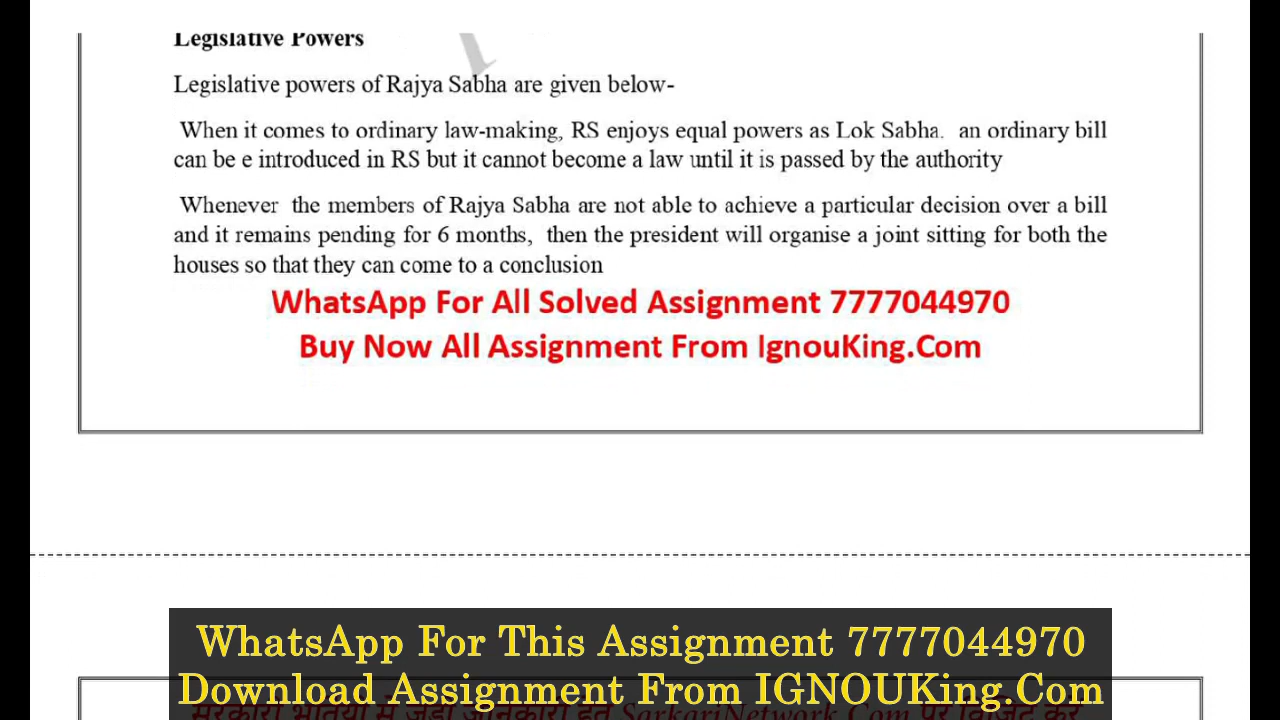 Legislative Powers
Legislative powers of Rajya Sabha are given below-
When it comes to ordinary law-making, RS enjoys equal powers as Lok Sabha. an ordinary bill
can be e introduced in RS but it cannot become a law until it is passed by the authority
Whenever the members of Rajya Sabha are not able to achieve a particular decision over a bill
and it remains pending for 6 months, then the president will organise a joint sitting for both the
houses so that they can come to a conclusion
WhatsApp For All Solved Assignment 7777044970
Buy Now All Assignment From IgnouKing.Com
WhatsApp For This Assignment 7777044970
Download Assignment From IGNOUKing.Com
SarkariNetwork.Com